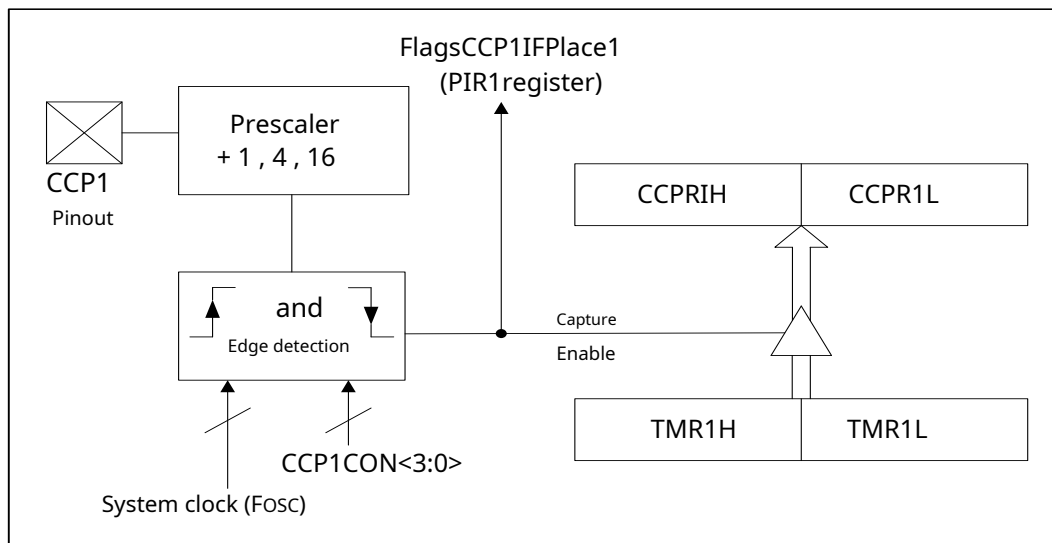 FlagsCCP1IFPlace1
(PIR1register)
Prescaler
+ 1 , 4 , 16
CCP1
Pinout
CCPRIH
CCPR1L
and
Edge detection
Capture
Enable
TMR1H
TMR1L
CCP1CON<3:0>
System clock (FOSC)